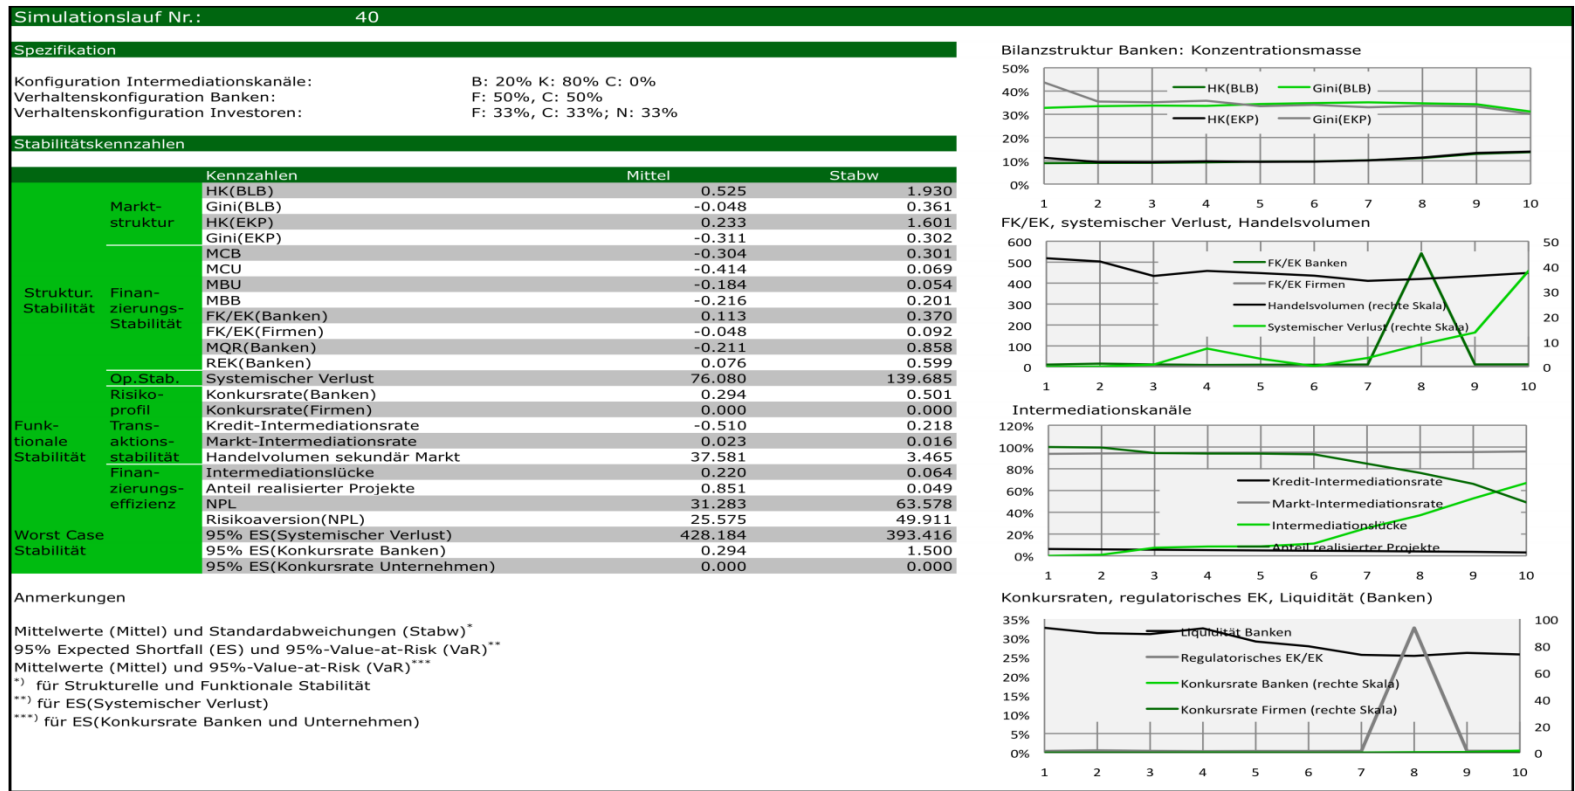 Simulationslauf Nr.: 40
Spezifikation
Konfiguration Intermediationskanäle: B: 20% K: 80% C: 0%
Verhaltenskonfiguration Banken: F: 50%, C: 50%
Verhaltenskonfiguration Investoren: F: 33%, C: 33%; N: 33%
Stabilitätskennzahlen
Kennzahlen Mittel Stabw
HK(BLB) 0.525 1.930
Markt- Gini(BLB) -0.048 0.361
struktur HK(EKP) 0.233 1.601
Gini(EKP) -0.311 0.302
MCB -0.304 0.301
MCU -0.414 0.069
MBU -0.184 0.054
Struktur. Finan- MBB -0.216 0.201
Stabilität zierungs- FK/EK(Banken) 0.113 0.370
Stabilität FK/EK(Firmen) -0.048 0.092
MQR(Banken) -0.211 0.858
REK(Banken) 0.076 0.599
Op.Stab. Systemischer Verlust 76.080 139.685
Risiko- Konkursrate(Banken) 0.294 0.501
profil Konkursrate(Firmen) 0.000 0.000
Funk- Trans- Kredit-Intermediationsrate -0.510 0.218
tionale aktions- Markt-Intermediationsrate 0.023 0.016
Stabilität stabilität Handelvolumen sekundär Markt 37.581 3.465
Finan- Intermediationslücke 0.220 0.064
zierungs- Anteil realisierter Projekte 0.851 0.049
effizienz NPL 31.283 63.578
Risikoaversion(NPL) 25.575 49.911
Worst Case 95% ES(Systemischer Verlust) 428.184 393.416
Stabilität 95% ES(Konkursrate Banken) 0.294 1.500
95% ES(Konkursrate Unternehmen) 0.000 0.000
Anmerkungen
Mittelwerte (Mittel) und Standardabweichungen (Stabw)*
95% Expected Shortfall (ES) und 95%-Value-at-Risk (VaR)**
Mittelwerte (Mittel) und 95%-Value-at-Risk (VaR)***
*) für Strukturelle und Funktionale Stabilität
**) für ES(Systemischer Verlust)
***) für ES(Konkursrate Banken und Unternehmen)
Bilanzstruktur Banken: Konzentrationsmasse
50%
40%
30%
20%
10%
0%
HK(BLB) Gini(BLB)
HK(EKP) Gini(EKP)
1 2 3 4 5 6 7 8 9 10
FK/EK, systemischer Verlust, Handelsvolumen
600
500
400
300
200
100
0
FK/EK Banken
FK/EK Firmen
Handelsvolumen (rechte Skala)
Systemischer Verlust (rechte Skala)
50
40
30
20
10
0
1 2 3 4 5 6 7 8 9 10
Intermediationskanäle
120%
100%
80%
60%
40%
20%
0%
Kredit-Intermediationsrate
Markt-Intermediationsrate
Intermediationslücke
Anteil realisierter Projekte
1 2 3 4 5 6 7 8 9 10
Konkursraten, regulatorisches EK, Liquidität (Banken)
35%
30%
25%
20%
15%
10%
5%
0%
Liquidität Banken
Regulatorisches EK/EK
Konkursrate Banken (rechte Skala)
Konkursrate Firmen (rechte Skala)
100
80
60
40
20
0
1 2 3 4 5 6 7 8 9 10